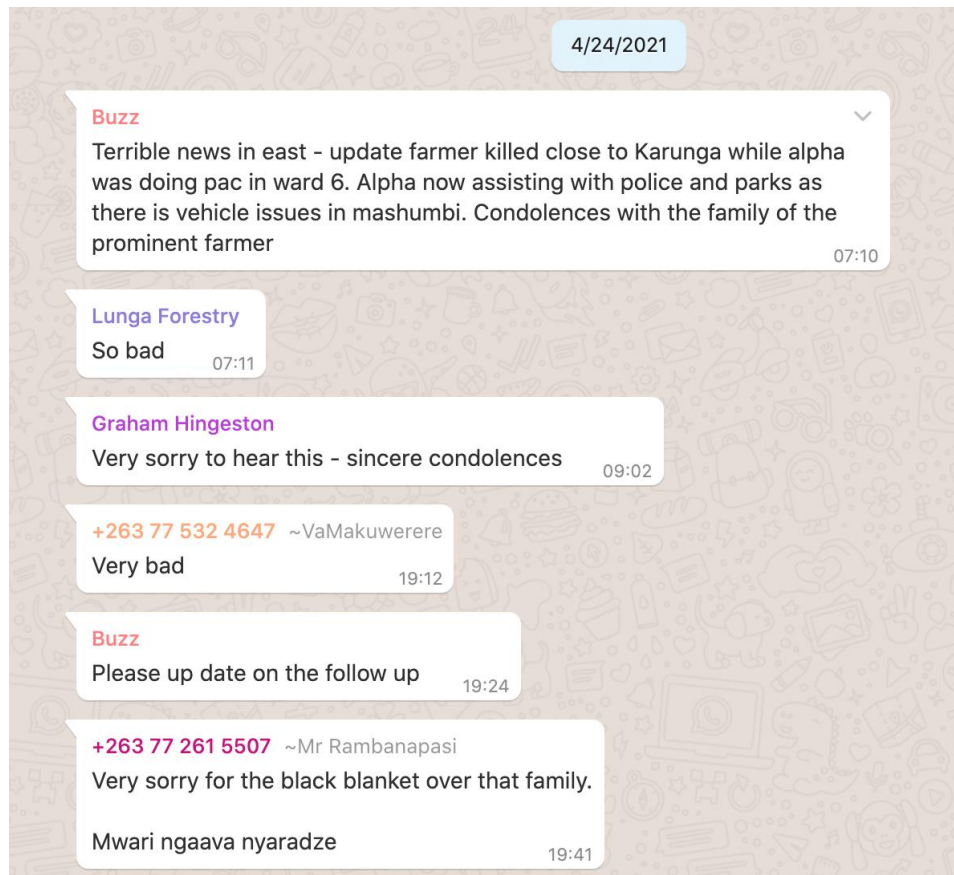 4/24/2021
Buzz
Terrible news in east - update farmer killed close to Karunga while alpha
was doing pac in ward 6. Alpha now assisting with police and parks as
there is vehicle issues in mashumbi. Condolences with the family of the
prominent farmer
07:10
Lunga Forestry
So bad
07:11
Graham Hingeston
Very sorry to hear this - sincere condolences
09:02
+263 77 532 4647 ~VaMakuwerere
Very bad
19:12
Buzz
Please up date on the follow up
19:24
+263 77 261 5507 ~Mr Rambanapasi
Very sorry for the black blanket over that family.
Mwari ngaava nyaradze
19:41